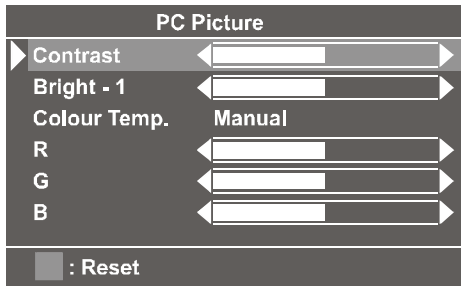 PC Picture
Contrast
Bright - 1
Colour Temp. Manual
R
G
B
: Reset